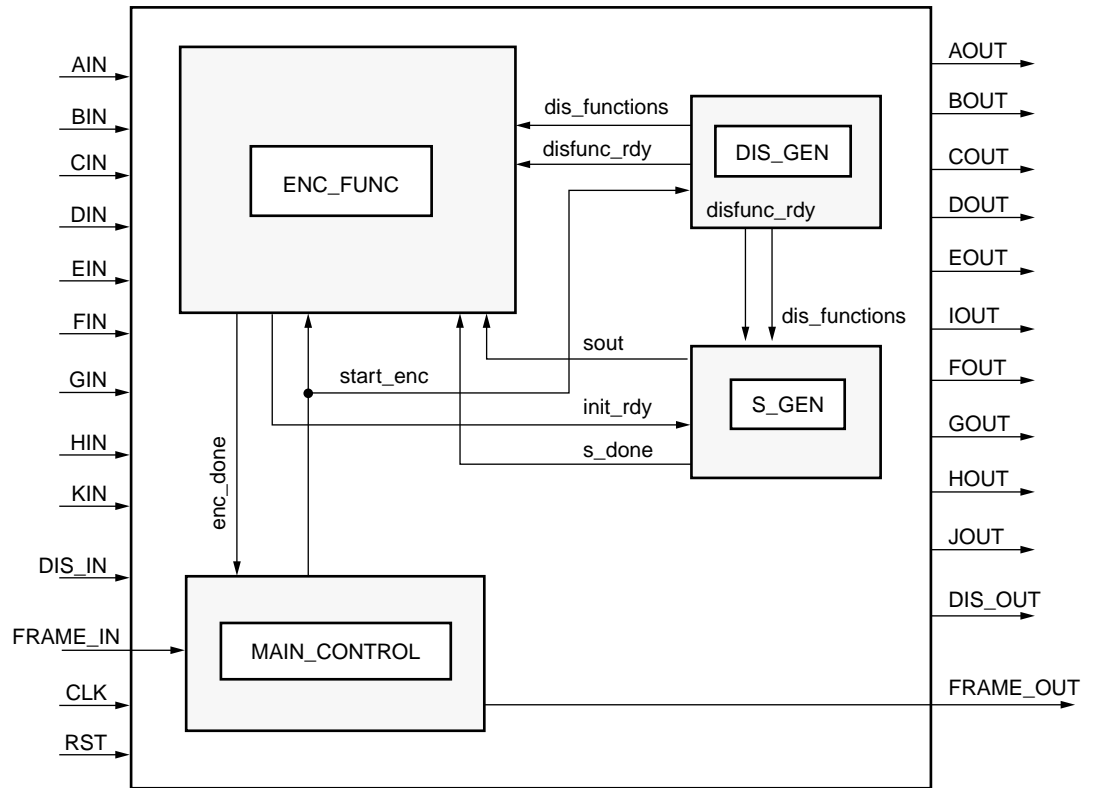 AIN
BIN
CIN
DIN
EIN
FIN
GIN
HIN
KIN
DIS_IN
FRAME_IN
CLK
RST
ENC_FUNC
dis_functions
disfunc_rdy
DIS_GEN
disfunc_rdy
dis_functions
sout
start_enc
init_rdy
s_done
S_GEN
enc_done
MAIN_CONTROL
AOUT
BOUT
COUT
DOUT
EOUT
IOUT
FOUT
GOUT
HOUT
JOUT
DIS_OUT
FRAME_OUT